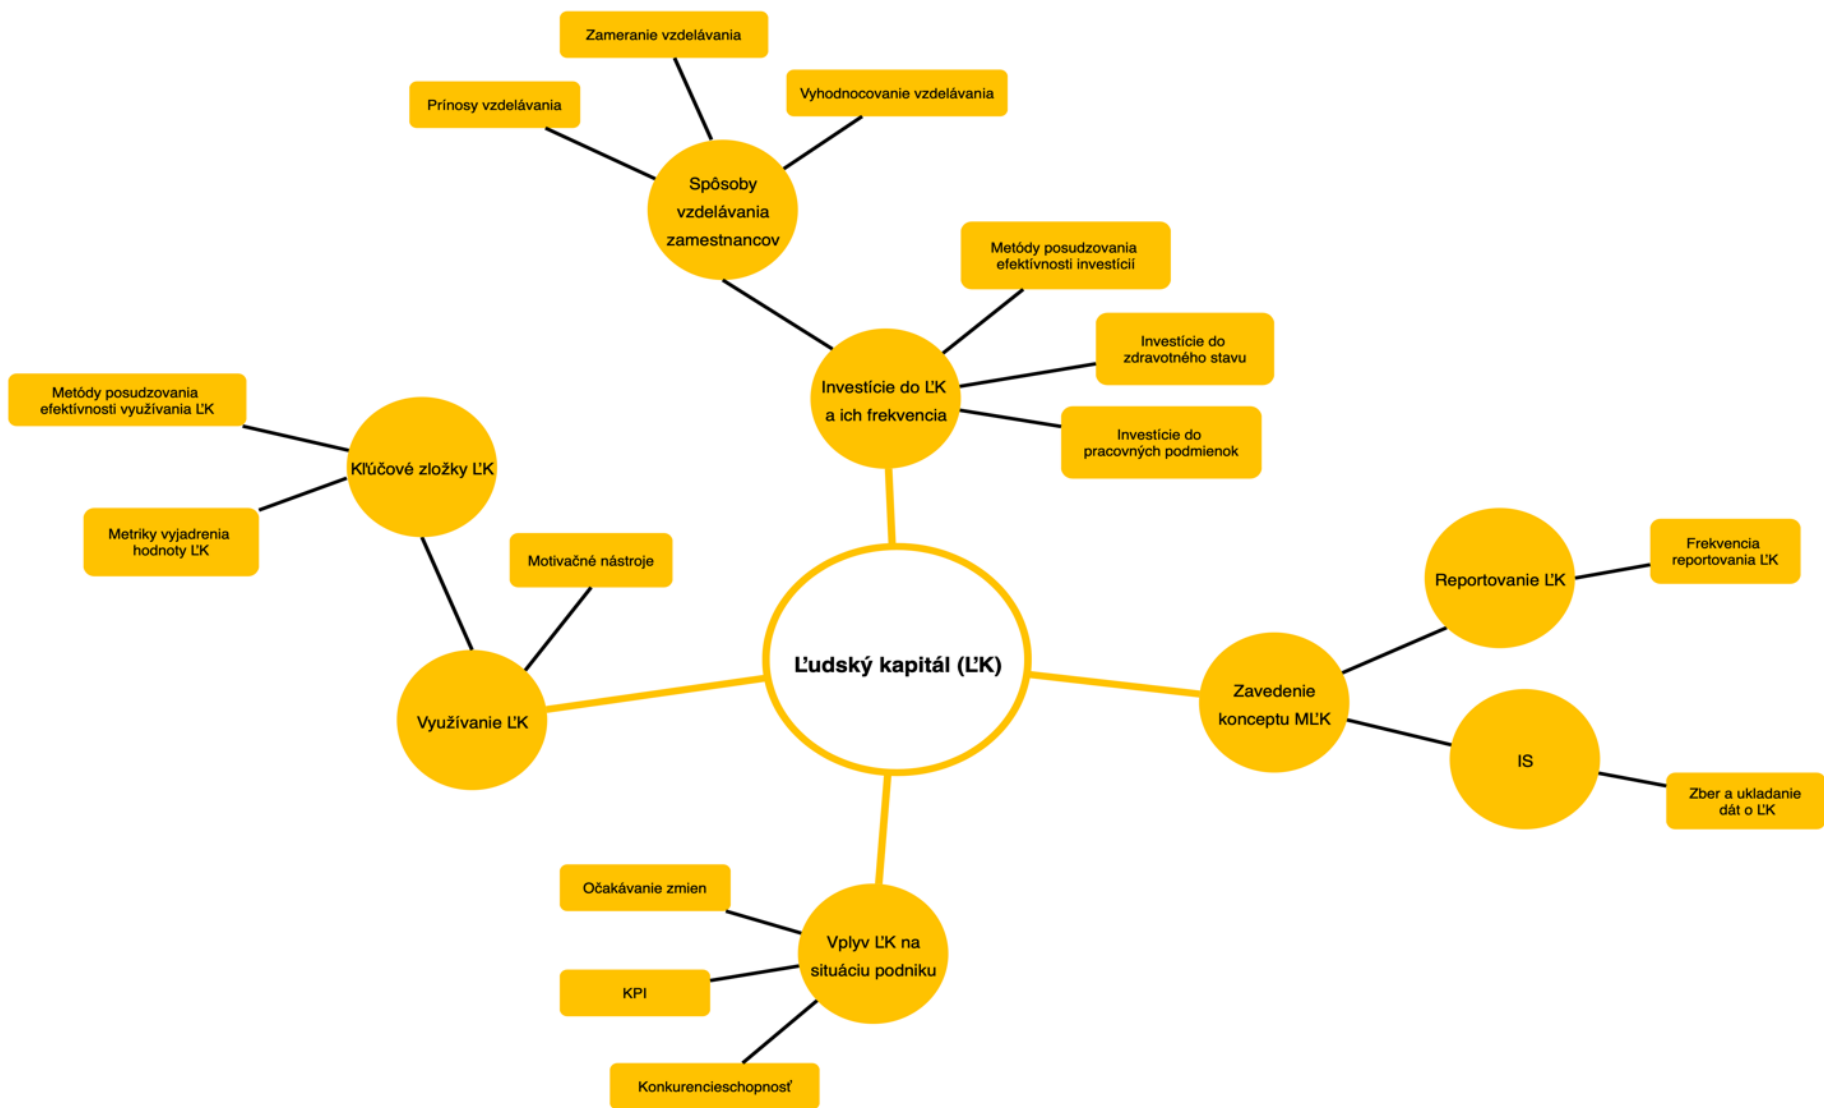 Zameranie vzdelávania
Prínosy vzdelávania
Vyhodnocovanie vzdelávania
Spôsoby
vzdelávania
zamestnancov
Metódy posudzovania
efektívnosti investícií
Investície do
zdravotného stavu
Investície do ĽK
a ich frekvencia
Investície do
pracovných podmienok
Metódy posudzovania
efektívnosti využívania ĽK
Kľúčové zložky ĽK
Metriky vyjadrenia
hodnoty ĽK
Motivačné nástroje
Využívanie ĽK
Ľudský kapitál (ĽK)
Reportovanie ĽK
Frekvencia
reportovania ĽK
Zavedenie
konceptu MĽK
IS
Zber a ukladanie
dát o ĽK
Očakávanie zmien
Vplyv ĽK na
situáciu podniku
KPI
Konkurencieschopnosť